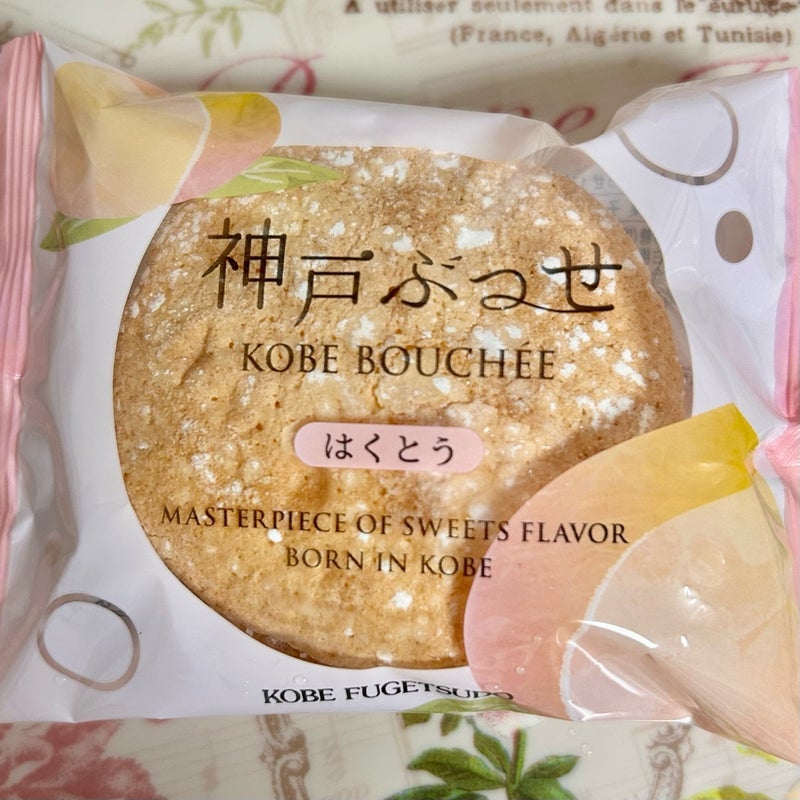 À utiliser seulement dans le
(France, Algérie et Tunisie)
神戸ぶっせ
KOBE BOUCHÉE
はくとう
MASTERPIECE OF SWEETS FLAVOR
BORN IN KOBE
KOBE FUGETSUDO